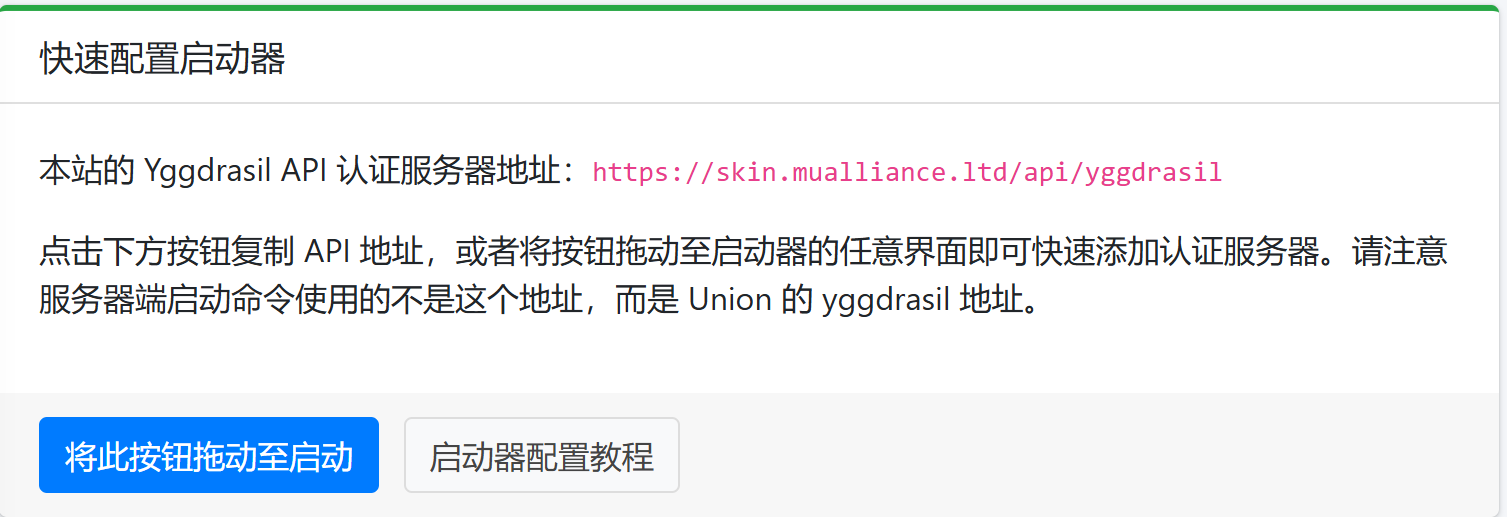 快速配置启动器
本站的 Yggdrasil API 认证服务器地址：https://skin.mualliance.ltd/api/yggdrasil
点击下方按钮复制 API 地址，或者将按钮拖动至启动器的任意界面即可快速添加认证服务器。请注意
服务器端启动命令使用的不是这个地址，而是 Union 的 yggdrasil 地址。
将此按钮拖动至启动 启动器配置教程